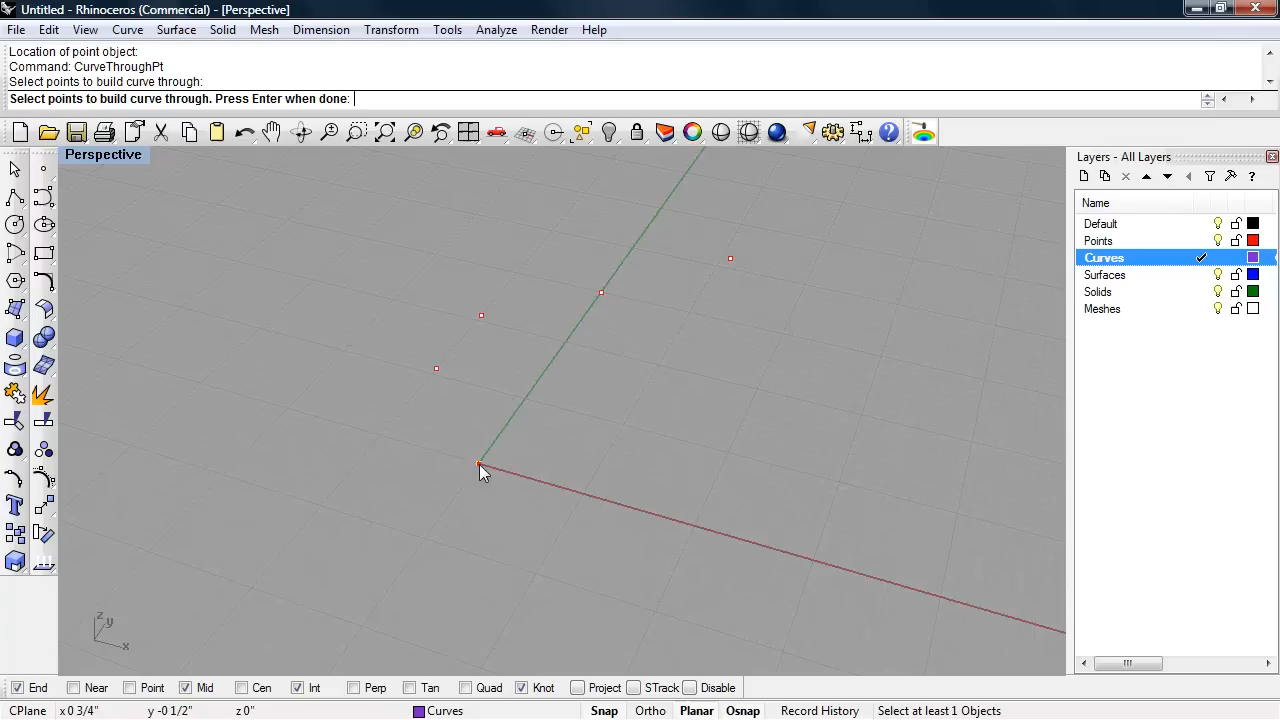 Untitled - Rhinoceros (Commercial) - [Perspective]
File Edit View Curve Surface Solid Mesh Dimension Transform Tools Analyze Render Help
Location of point object:
Command: CurveThroughPt
Select points to build curve through:
Select points to build curve through. Press Enter when done:
Perspective
Layers - All Layers
Name
Default
Points
Curves
Surfaces
Solids
Meshes
z
y
x
End Near Point Mid Cen Int Perp Tan Quad Knot Project STrack Disable
CPlane x 0 3/4" y -0 1/2" z 0" Curves Snap Ortho Planar Osnap Record History Select at least 1 Objects